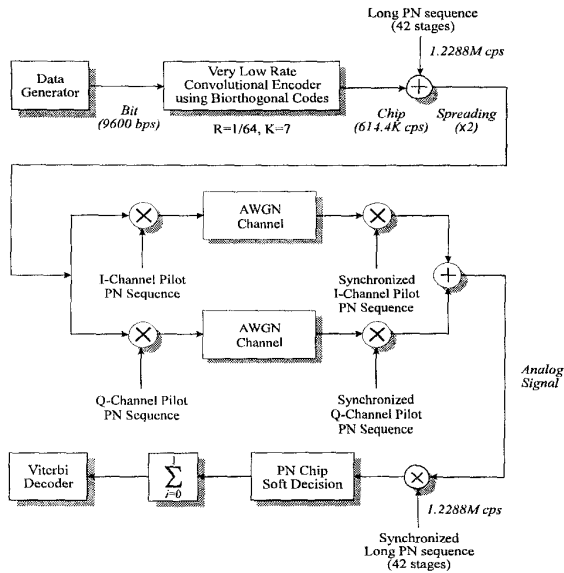 Long PN sequence
(42 stages)
1.2288M cps
Data
Generator
Very Low Rate
Convolutional Encoder
using Biorthogonal Codes
+
Bit
(9600 bps)
R=1/64, K=7
Chip
(614.4K cps)
Spreading
(x2)
×
AWGN
Channel
×
I-Channel Pilot
PN Sequence
Synchronized
I-Channel Pilot
PN Sequence
+
×
AWGN
Channel
×
Q-Channel Pilot
PN Sequence
Synchronized
Q-Channel Pilot
PN Sequence
Analog
Signal
Viterbi
Decoder
1
Σ
i=0
PN Chip
Soft Decision
×
1.2288M cps
Synchronized
Long PN sequence
(42 stages)